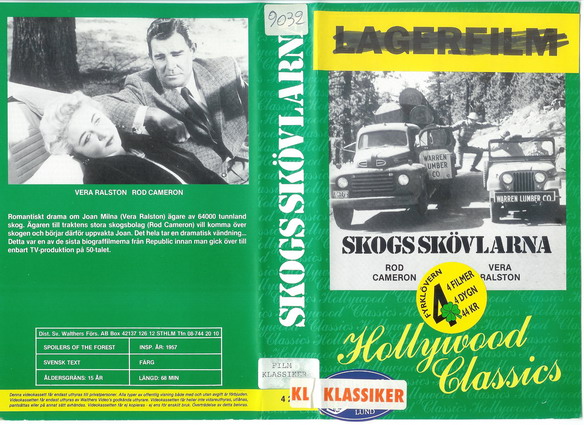 VERA RALSTON ROD CAMERON
Romantiskt drama om Joan Milna (Vera Ralston) ägare av 64000 tunnland
skog. Ägaren till traktens stora skogsbolag (Rod Cameron) vill komma över
skogen och börjar därför uppvakta Joan. Det hela tar en dramatisk vändning...
Detta var en av de sista biograffilmerna från Republic innan man gick över till
enbart TV-produktion på 50-talet.
Dist. Sv. Walthers Förs. AB Box 42137 126 12 STHLM Tln 08-744 20 10
SPOILERS OF THE FOREST INSP. ÅR: 1957
SVENSK TEXT FÄRG
ÅLDERSGRÄNS: 15 ÅR LÄNGD: 68 MIN
9032
SKOGS SKÖVLARNA
FILM
KLASSIKER
KL
4 2
LAGERFILM
WARREN
LUMBER
CO.
WARREN LUMBER CO.
SKOGS SKÖVLARNA
ROD
CAMERON
VERA
RALSTON
FYRKLÖVERN
4
4 FILMER
4 DYGN
44 KR
Hollywood
Classics
KLASSIKER
LUND